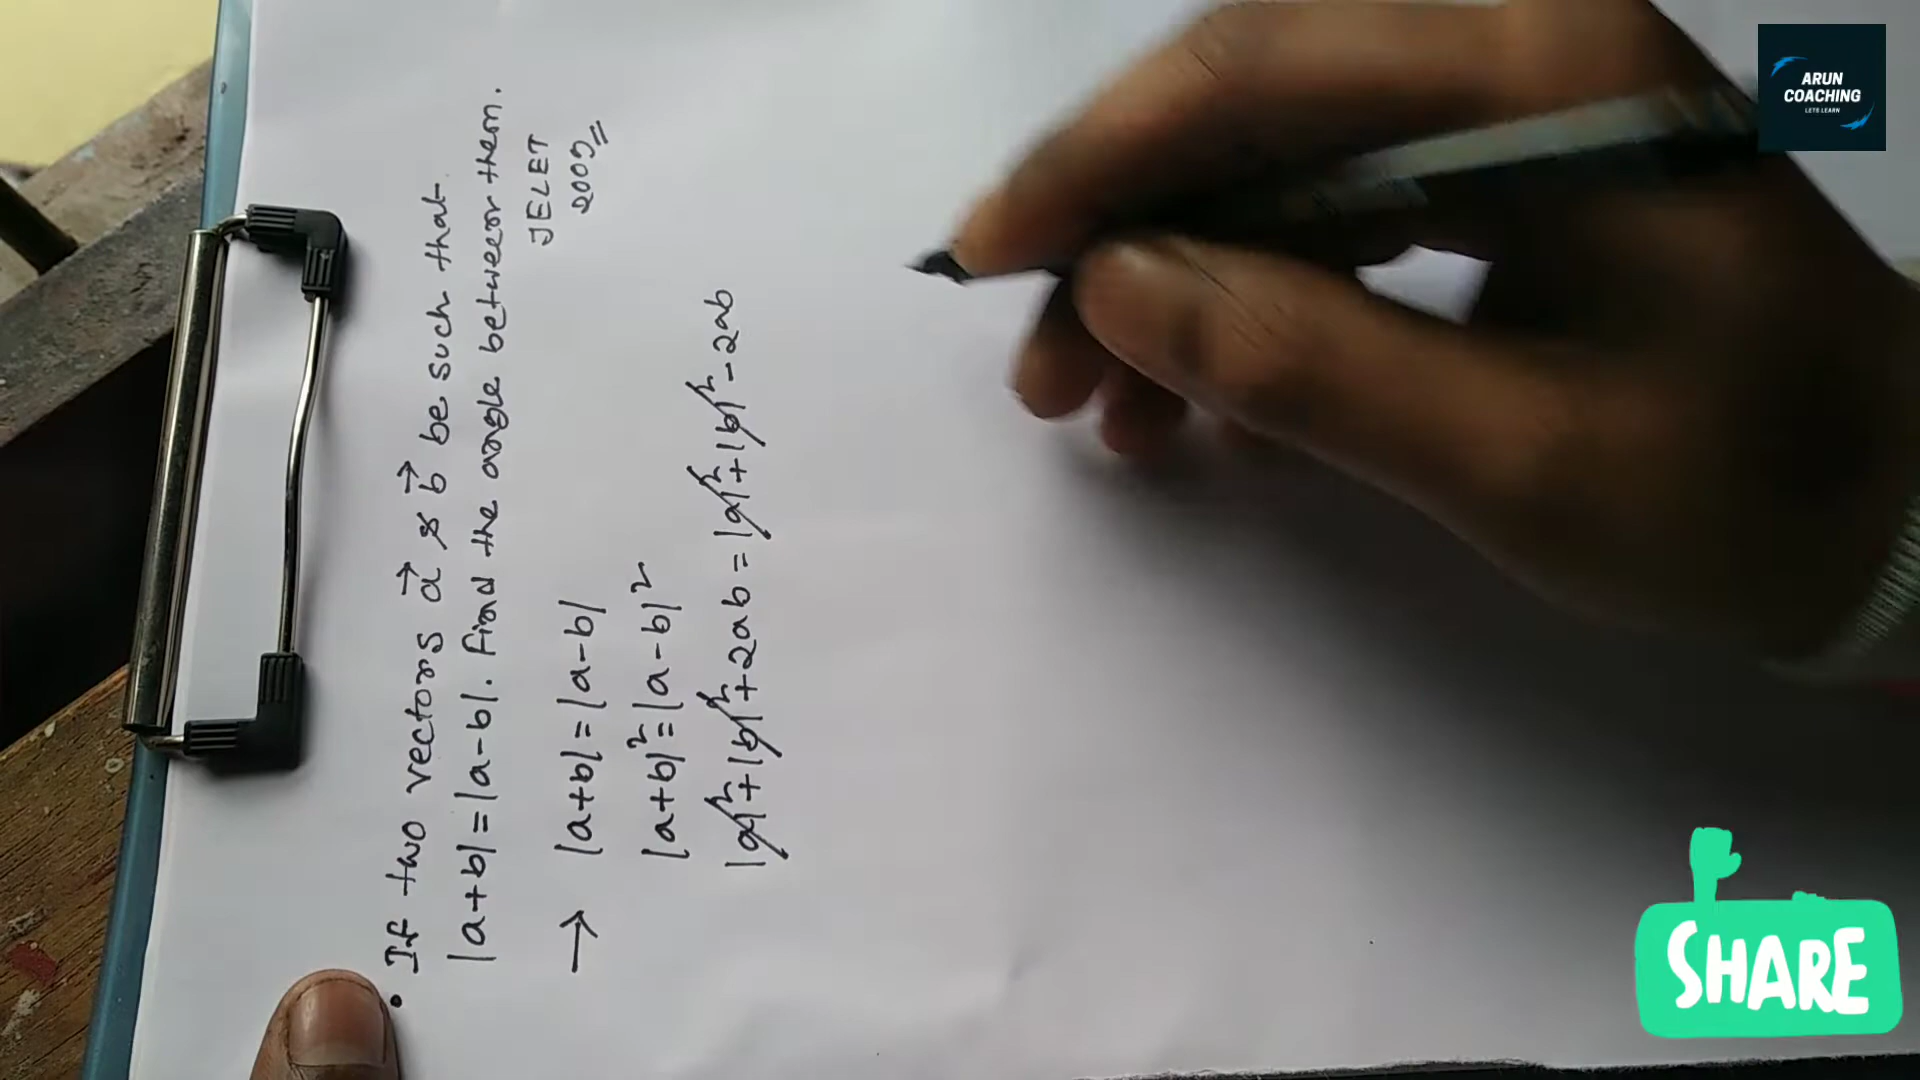 • If two vectors a⃗ & b⃗ be such that
|a+b|=|a-b|. Find the angle between them.
JELET
2009
→ |a+b|=|a-b|
|a+b|²=|a-b|²
|a|²+|b|²+2ab=|a|²+|b|²-2ab
ARUN
COACHING
LETS LEARN
SHARE